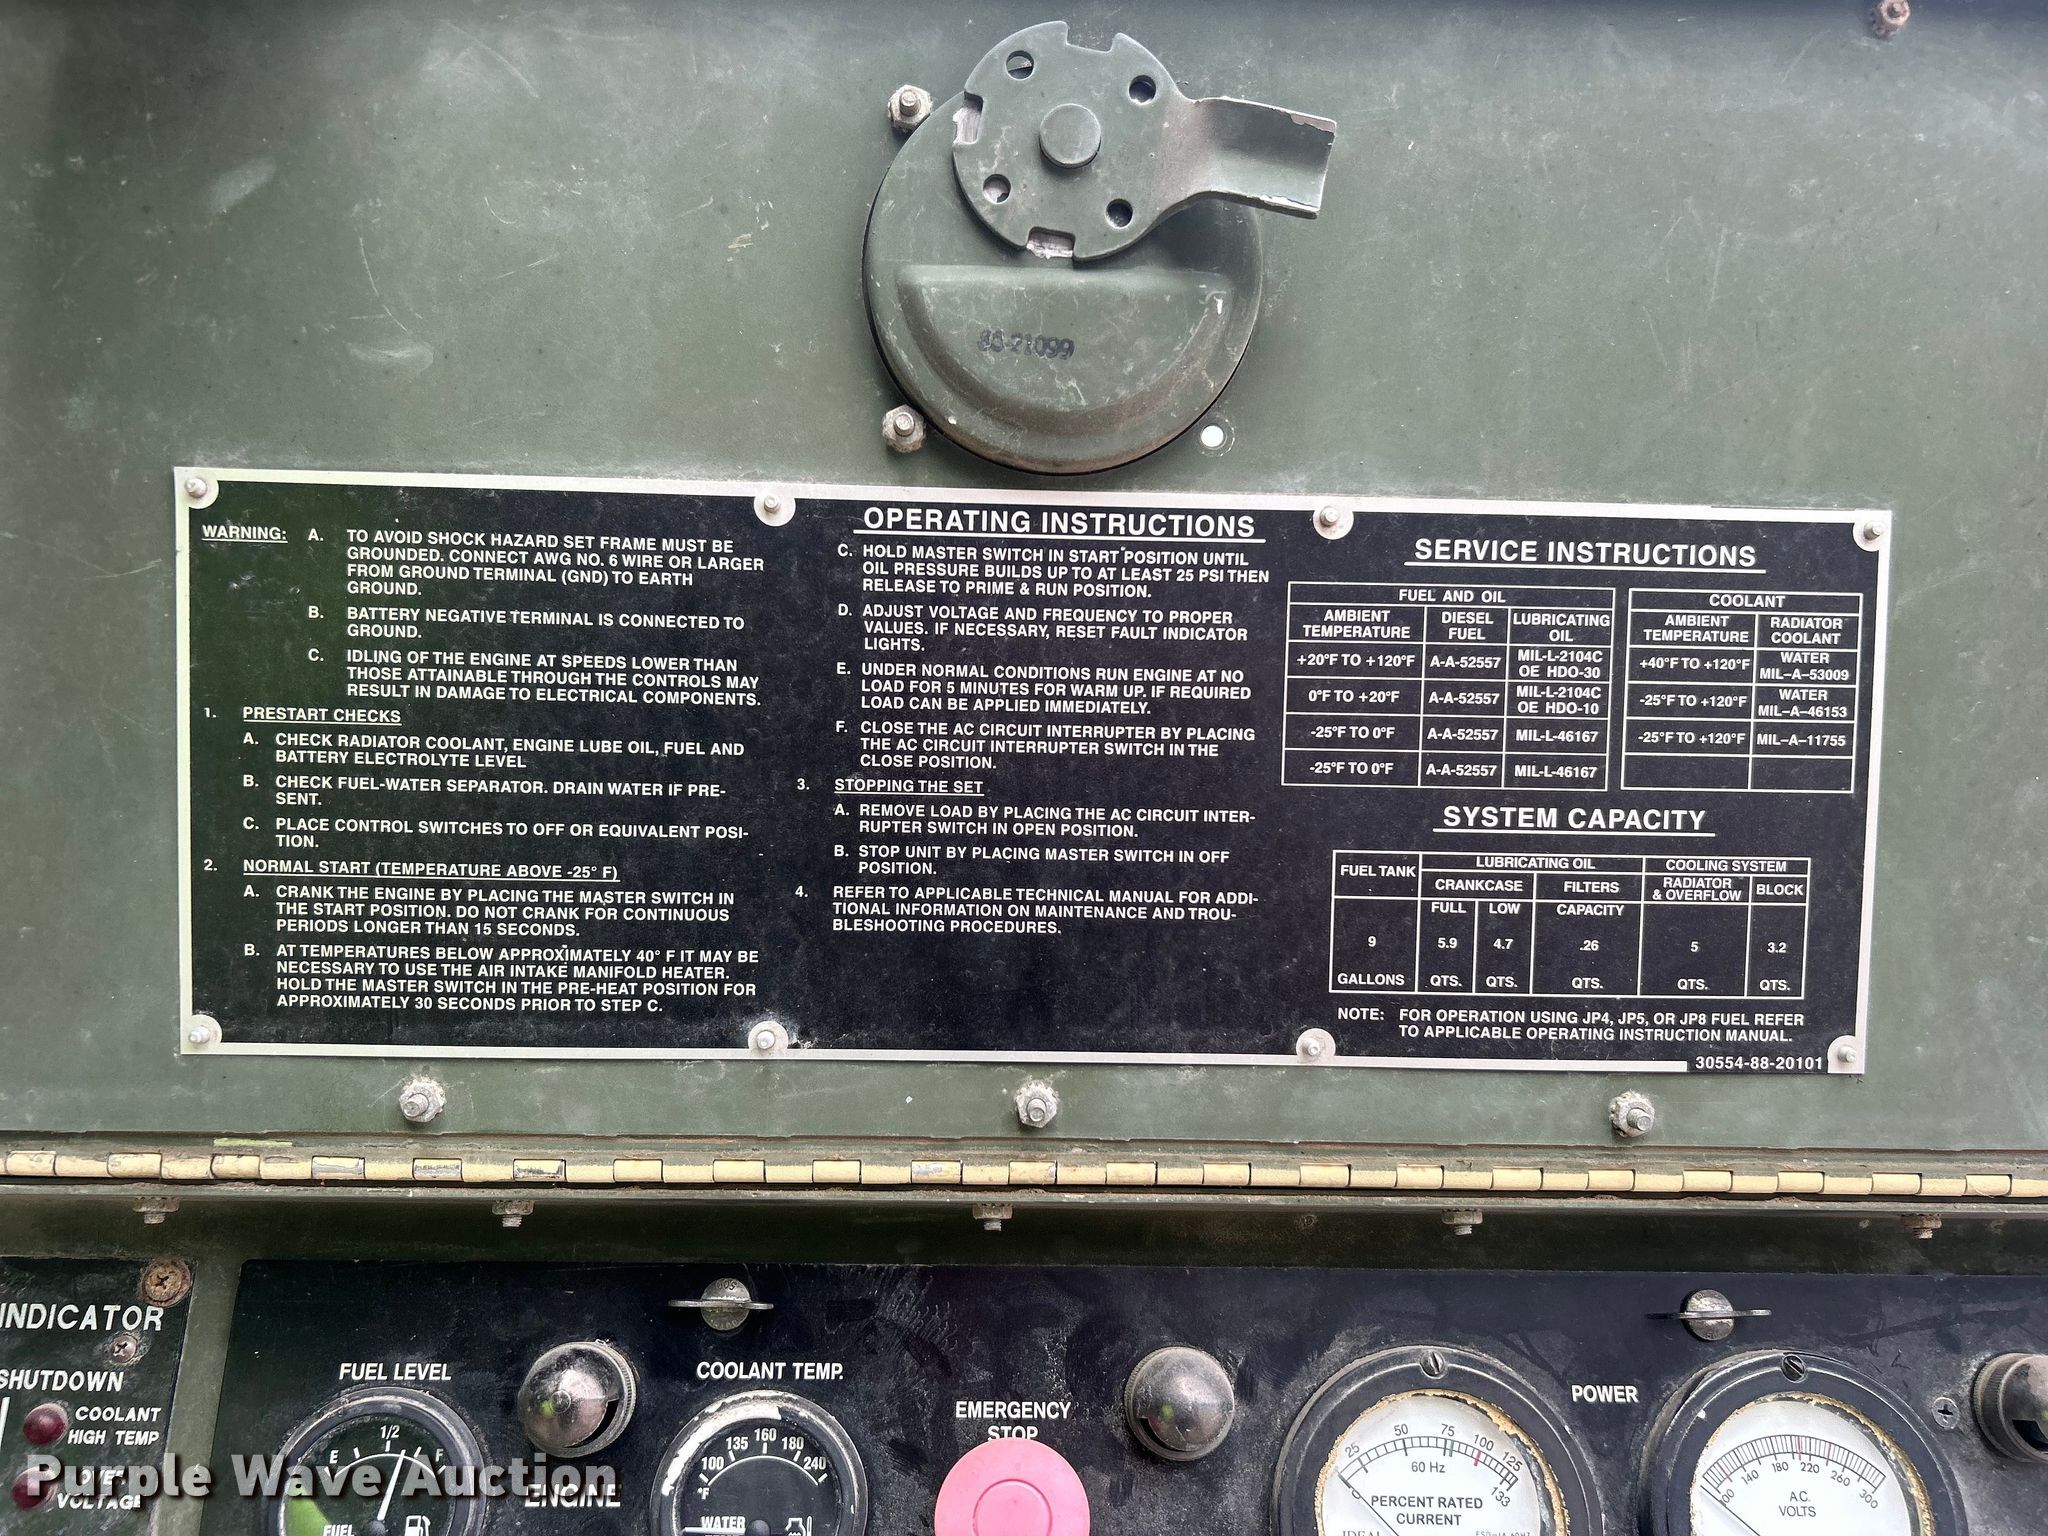 86-21099
WARNING: A. TO AVOID SHOCK HAZARD SET FRAME MUST BE
GROUNDED. CONNECT AWG NO. 6 WIRE OR LARGER
FROM GROUND TERMINAL (GND) TO EARTH
GROUND.
B. BATTERY NEGATIVE TERMINAL IS CONNECTED TO
GROUND.
C. IDLING OF THE ENGINE AT SPEEDS LOWER THAN
THOSE ATTAINABLE THROUGH THE CONTROLS MAY
RESULT IN DAMAGE TO ELECTRICAL COMPONENTS.
1. PRESTART CHECKS
A. CHECK RADIATOR COOLANT, ENGINE LUBE OIL, FUEL AND
BATTERY ELECTROLYTE LEVEL
B. CHECK FUEL-WATER SEPARATOR. DRAIN WATER IF PRE-
SENT.
C. PLACE CONTROL SWITCHES TO OFF OR EQUIVALENT POSI-
TION.
2. NORMAL START (TEMPERATURE ABOVE -25° F)
A. CRANK THE ENGINE BY PLACING THE MASTER SWITCH IN
THE START POSITION. DO NOT CRANK FOR CONTINUOUS
PERIODS LONGER THAN 15 SECONDS.
B. AT TEMPERATURES BELOW APPROXIMATELY 40° F IT MAY BE
NECESSARY TO USE THE AIR INTAKE MANIFOLD HEATER.
HOLD THE MASTER SWITCH IN THE PRE-HEAT POSITION FOR
APPROXIMATELY 30 SECONDS PRIOR TO STEP C.
OPERATING INSTRUCTIONS
C. HOLD MASTER SWITCH IN START POSITION UNTIL
OIL PRESSURE BUILDS UP TO AT LEAST 25 PSI THEN
RELEASE TO PRIME & RUN POSITION.
D. ADJUST VOLTAGE AND FREQUENCY TO PROPER
VALUES. IF NECESSARY, RESET FAULT INDICATOR
LIGHTS.
E. UNDER NORMAL CONDITIONS RUN ENGINE AT NO
LOAD FOR 5 MINUTES FOR WARM UP. IF REQUIRED
LOAD CAN BE APPLIED IMMEDIATELY.
F. CLOSE THE AC CIRCUIT INTERRUPTER BY PLACING
THE AC CIRCUIT INTERRUPTER SWITCH IN THE
CLOSE POSITION.
3. STOPPING THE SET
A. REMOVE LOAD BY PLACING THE AC CIRCUIT INTER-
RUPTER SWITCH IN OPEN POSITION.
B. STOP UNIT BY PLACING MASTER SWITCH IN OFF
POSITION.
4. REFER TO APPLICABLE TECHNICAL MANUAL FOR ADDI-
TIONAL INFORMATION ON MAINTENANCE AND TROU-
BLESHOOTING PROCEDURES.
SERVICE INSTRUCTIONS
FUEL AND OIL
AMBIENT TEMPERATURE DIESEL FUEL LUBRICATING OIL
+20°F TO +120°F A-A-52557 MIL-L-2104C OE HDO-30
0°F TO +20°F A-A-52557 MIL-L-2104C OE HDO-10
-25°F TO 0°F A-A-52557 MIL-L-46167
-25°F TO 0°F A-A-52557 MIL-L-46167
COOLANT
AMBIENT TEMPERATURE RADIATOR COOLANT
+40°F TO +120°F WATER MIL-A-53009
-25°F TO +120°F WATER MIL-A-46153
-25°F TO +120°F MIL-A-11755
SYSTEM CAPACITY
FUEL TANK LUBRICATING OIL COOLING SYSTEM
CRANKCASE FILTERS RADIATOR & OVERFLOW BLOCK
FULL LOW CAPACITY
9 5.9 4.7 .26 5 3.2
GALLONS QTS. QTS. QTS. QTS. QTS.
NOTE: FOR OPERATION USING JP4, JP5, OR JP8 FUEL REFER
TO APPLICABLE OPERATING INSTRUCTION MANUAL.
30554-88-20101
INDICATOR
SHUTDOWN
COOLANT
HIGH TEMP
OVER
VOLTAGE
FUEL LEVEL
E 1/2 F
FUEL
ENGINE
COOLANT TEMP.
100 135 160 180 240
°F
WATER
EMERGENCY
STOP
25 50 75 100 125 133
60 Hz
PERCENT RATED
CURRENT
IDEAL
POWER
100 140 180 220 260 300
A.C.
VOLTS
Purple Wave Auction